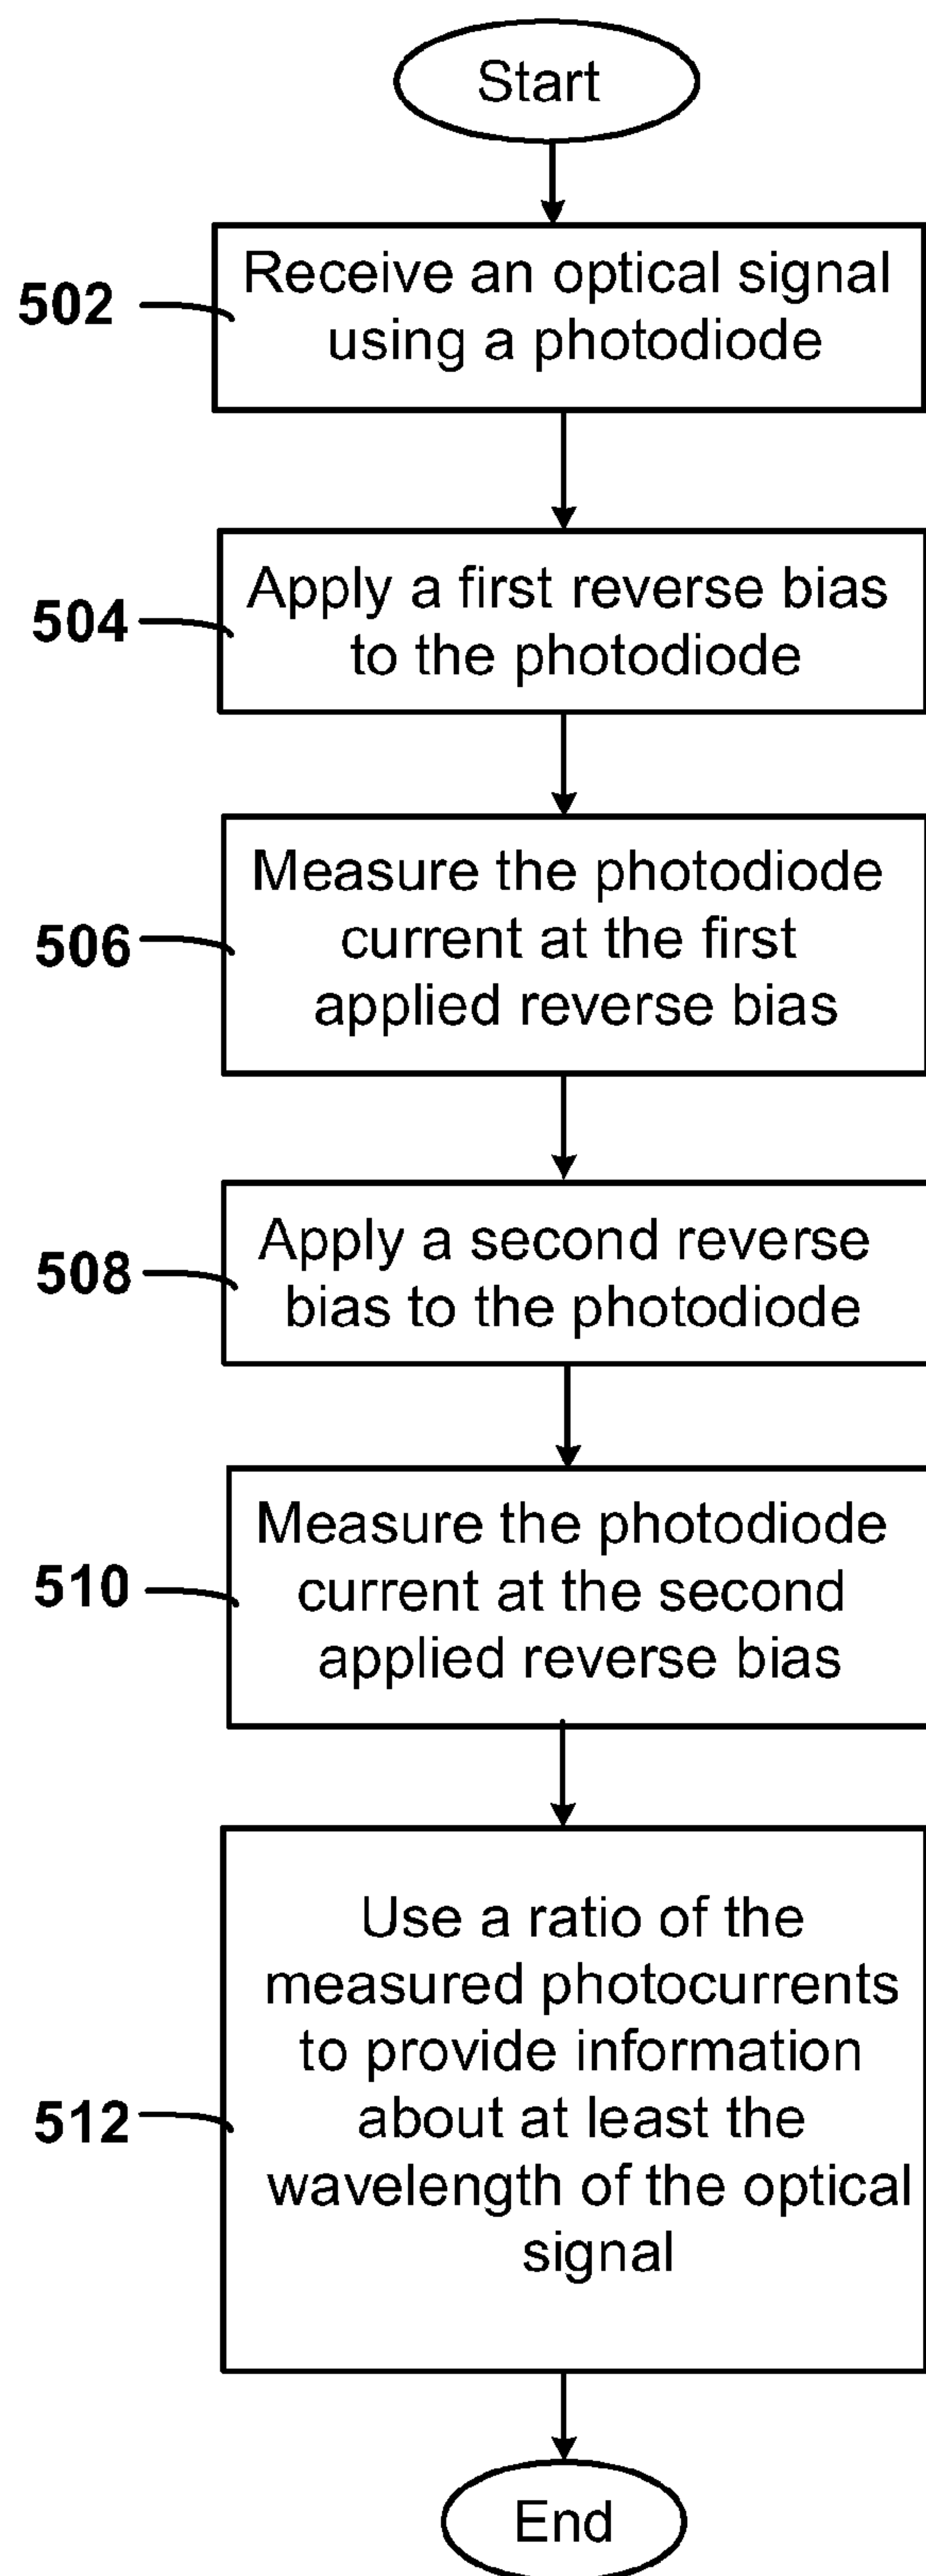 Start
502
Receive an optical signal
using a photodiode
504
Apply a first reverse bias
to the photodiode
506
Measure the photodiode
current at the first
applied reverse bias
508
Apply a second reverse
bias to the photodiode
510
Measure the photodiode
current at the second
applied reverse bias
512
Use a ratio of the
measured photocurrents
to provide information
about at least the
wavelength of the optical
signal
End